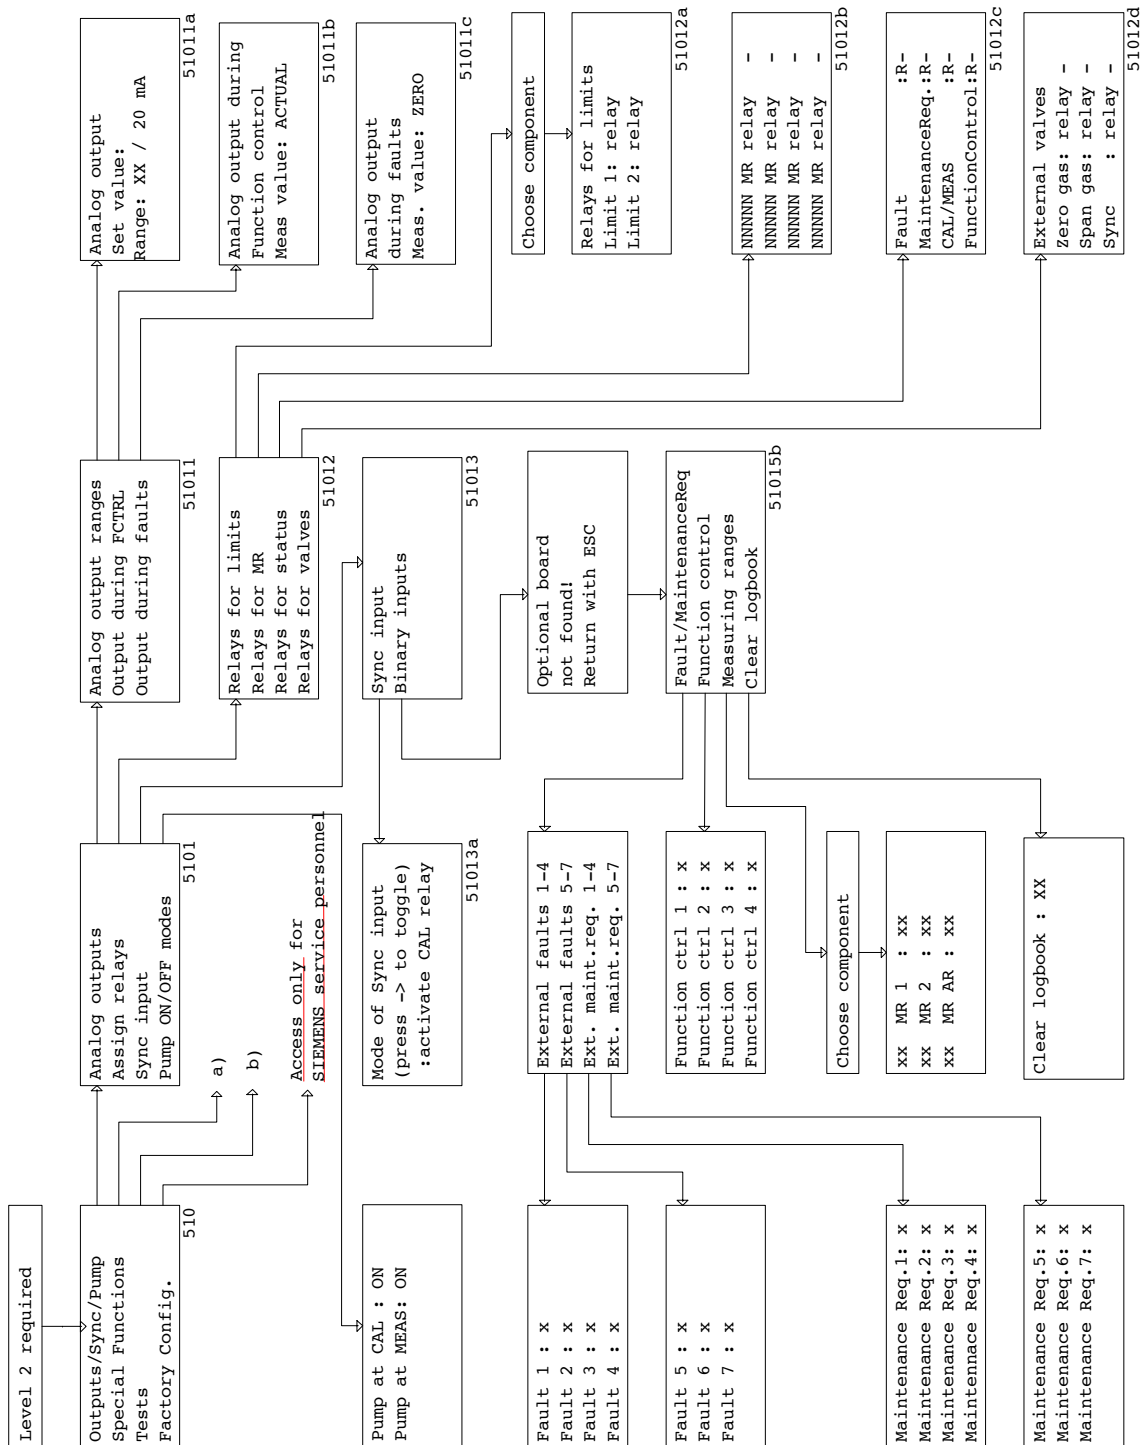 Level 2 required
Outputs/Sync/Pump
Special Functions
Tests
Factory Config.
510
Analog outputs
Assign relays
Sync input
Pump ON/OFF modes
5101
a)
b)
Access only for
SIEMENS service personnel
Analog output ranges
Output during FCTRL
Output during faults
51011
Analog output
Set value:
Range: XX / 20 mA
51011a
Analog output during
Function control
Meas value: ACTUAL
51011b
Analog output
during faults
Meas. value: ZERO
51011c
Relays for limits
Relays for MR
Relays for status
Relays for valves
51012
Choose component
Relays for limits
Limit 1: relay
Limit 2: relay
51012a
NNNNN MR relay -
NNNNN MR relay -
NNNNN MR relay -
NNNNN MR relay -
51012b
Fault :R-
MaintenanceReq.:R-
CAL/MEAS :R-
FunctionControl:R-
51012c
External valves
Zero gas: relay -
Span gas: relay -
Sync : relay -
51012d
Pump at CAL : ON
Pump at MEAS: ON
Mode of Sync input
(press -> to toggle)
:activate CAL relay
51013a
Sync input
Binary inputs
51013
Optional board
not found!
Return with ESC
Fault/MaintenanceReq
Function control
Measuring ranges
Clear logbook
51015b
External faults 1-4
External faults 5-7
Ext. maint.req. 1-4
Ext. maint.req. 5-7
Function ctrl 1 : x
Function ctrl 2 : x
Function ctrl 3 : x
Function ctrl 4 : x
Choose component
xx MR 1 : xx
xx MR 2 : xx
xx MR AR : xx
Clear logbook : XX
Fault 1 : x
Fault 2 : x
Fault 3 : x
Fault 4 : x
Fault 5 : x
Fault 6 : x
Fault 7 : x
Maintenance Req.1: x
Maintenance Req.2: x
Maintenance Req.3: x
Maintennace Req.4: x
Maintenance Req.5: x
Maintenance Req.6: x
Maintenance Req.7: x